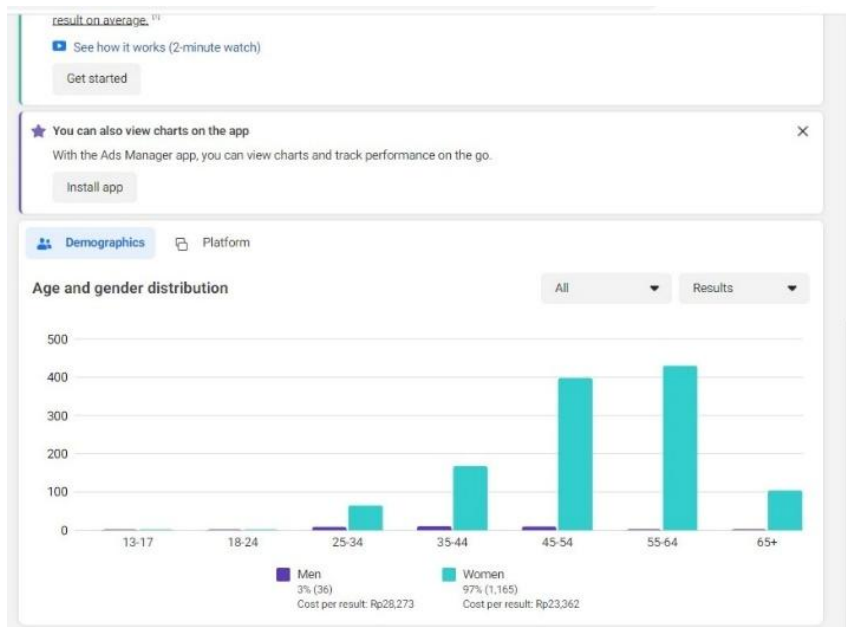 result on average. [1]
See how it works (2-minute watch)
Get started
You can also view charts on the app
With the Ads Manager app, you can view charts and track performance on the go.
Install app
Demographics Platform
Age and gender distribution All Results
500
400
300
200
100
0
13-17 18-24 25-34 35-44 45-54 55-64 65+
Men Women
3% (36) 97% (1,165)
Cost per result: Rp28,273 Cost per result: Rp23,362